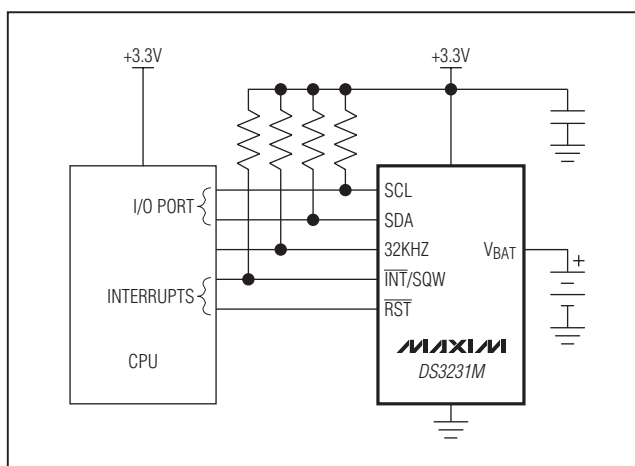 +3.3V
+3.3V
I/O PORT
SCL
SDA
32KHZ
VBAT
+
INTERRUPTS
INT/SQW
RST
CPU
MAXIM
DS3231M